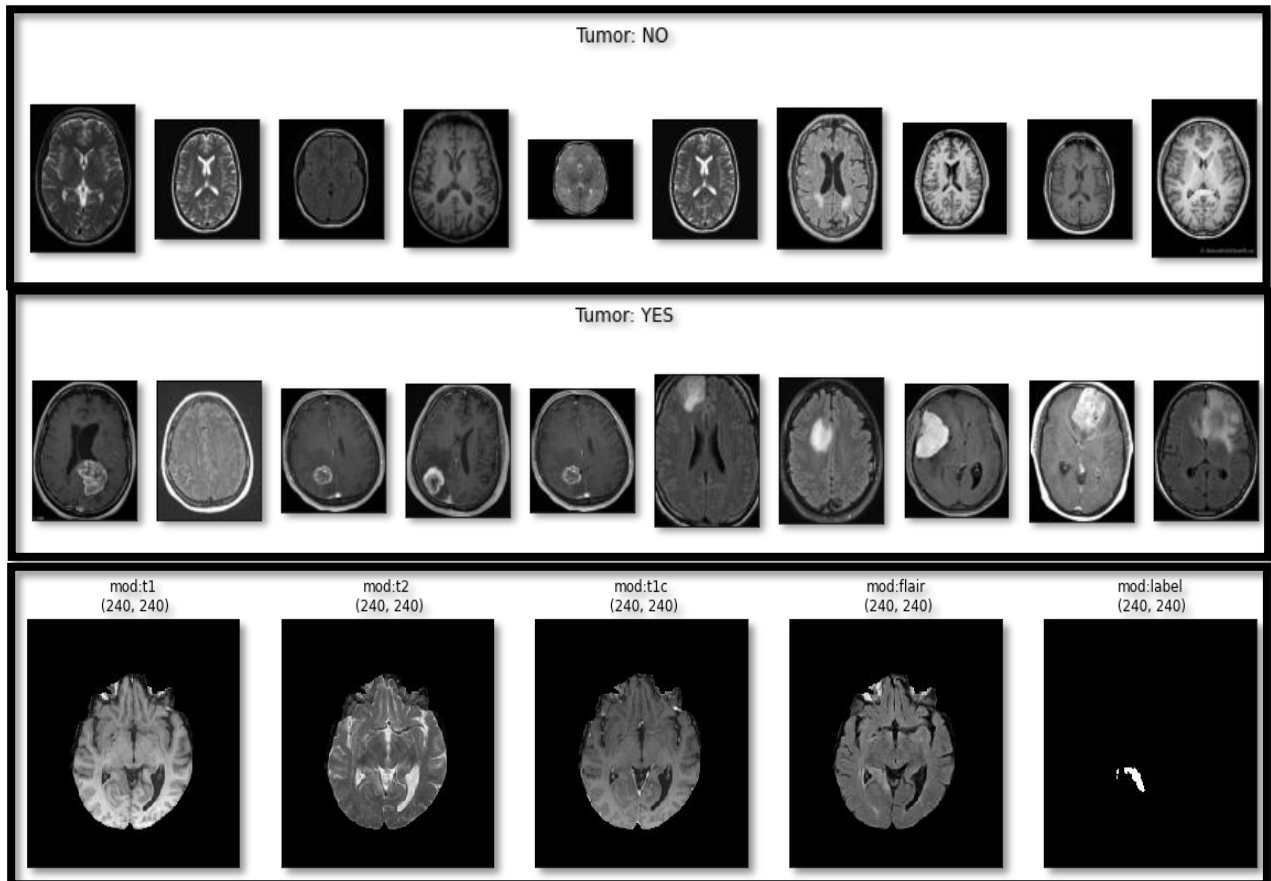 Tumor: NO
Tumor: YES
mod:t1
(240, 240)
mod:t2
(240, 240)
mod:t1c
(240, 240)
mod:flair
(240, 240)
mod:label
(240, 240)